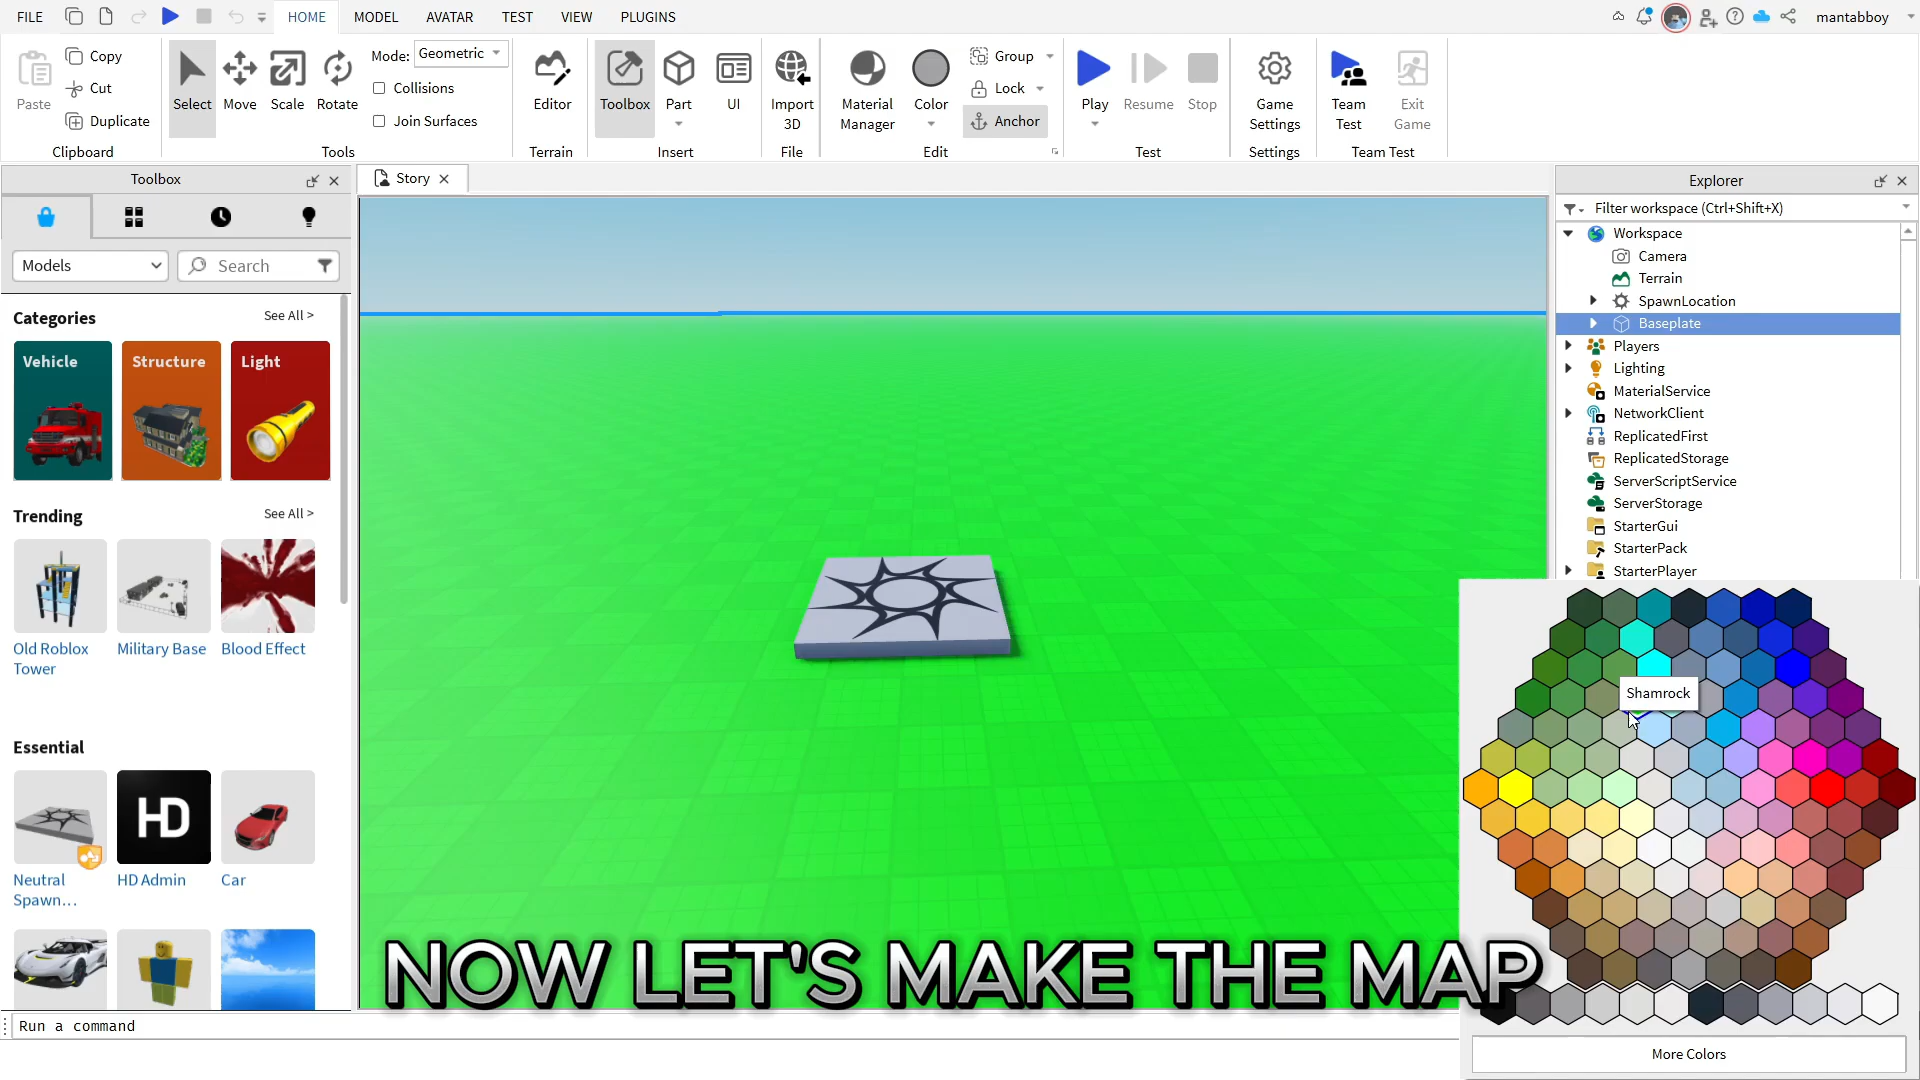 FILE
HOME
MODEL
AVATAR
TEST
VIEW
PLUGINS
mantabboy
Paste
Copy
Cut
Duplicate
Clipboard
Select
Move
Scale
Rotate
Mode:
Geometric
Collisions
Join Surfaces
Tools
Editor
Terrain
Toolbox
Part
UI
Insert
Import
3D
File
Material
Manager
Color
Group
Lock
Anchor
Edit
Play
Resume
Stop
Test
Game
Settings
Settings
Team
Test
Exit
Game
Team Test
Toolbox
Models
Search
Categories
See All >
Vehicle
Structure
Light
Trending
See All >
Old Roblox
Tower
Military Base
Blood Effect
Essential
HD
Neutral
Spawn...
HD Admin
Car
Story
NOW LET'S MAKE THE MAP
Explorer
Filter workspace (Ctrl+Shift+X)
Workspace
Camera
Terrain
SpawnLocation
Baseplate
Players
Lighting
MaterialService
NetworkClient
ReplicatedFirst
ReplicatedStorage
ServerScriptService
ServerStorage
StarterGui
StarterPack
StarterPlayer
Shamrock
More Colors
Run a command